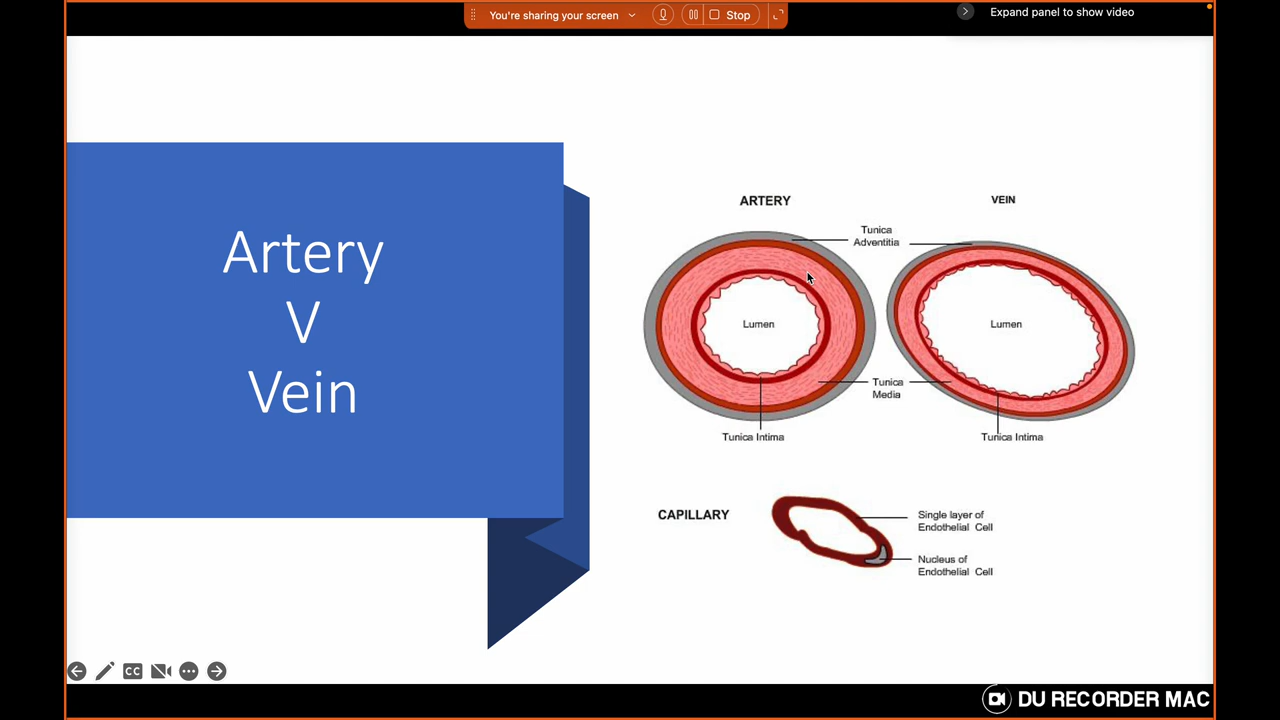 You're sharing your screen
Stop
Expand panel to show video
Artery
V
Vein
ARTERY
VEIN
Tunica
Adventitia
Lumen
Lumen
Tunica
Media
Tunica Intima
Tunica Intima
CAPILLARY
Single layer of
Endothelial Cell
Nucleus of
Endothelial Cell
CC
DU RECORDER MAC